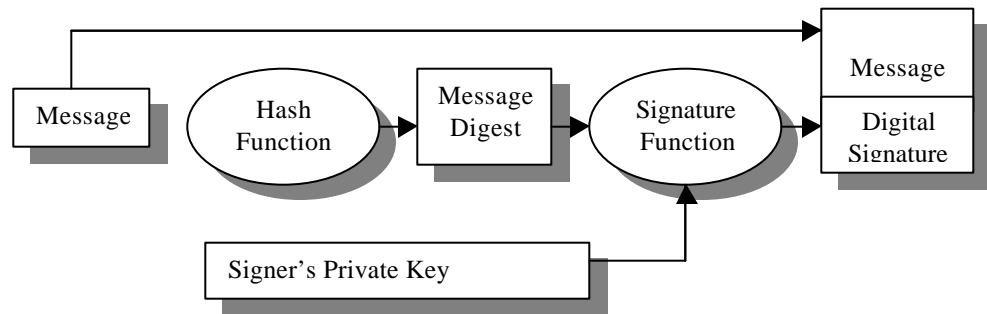 Message
Hash
Function
Message
Digest
Signature
Function
Message
Digital
Signature
Signer's Private Key